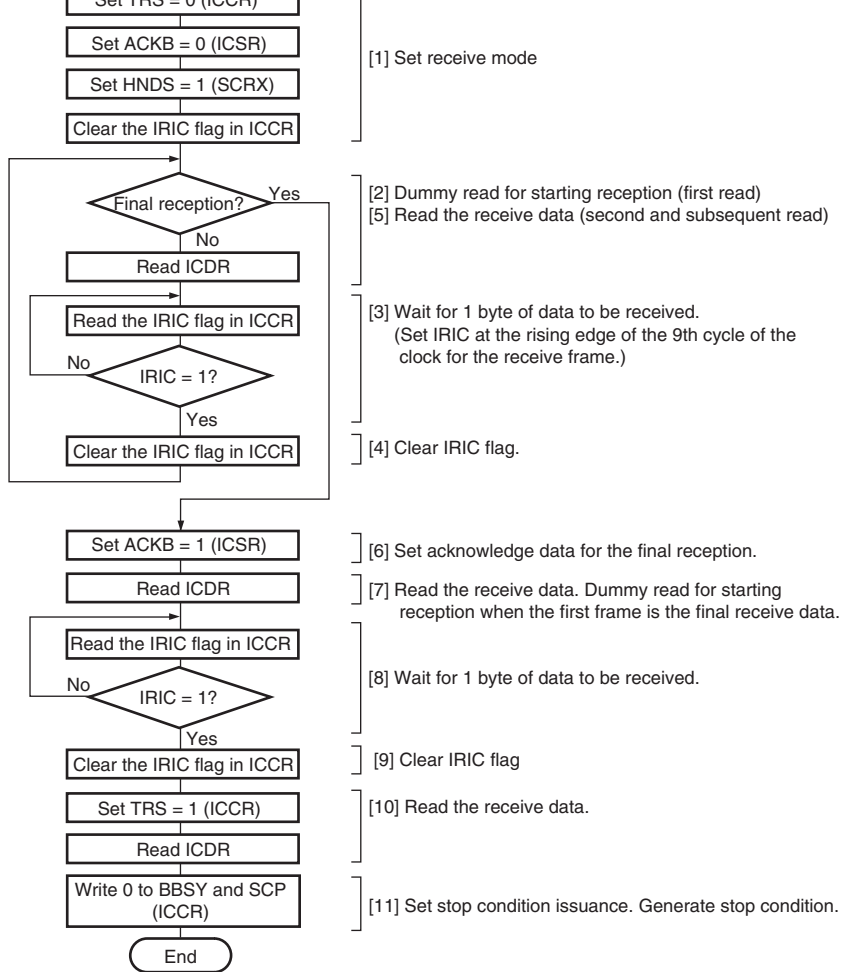 Set TRS = 0 (ICCR)
Set ACKB = 0 (ICSR)
[1] Set receive mode
Set HNDS = 1 (SCRX)
Clear the IRIC flag in ICCR
Final reception?
Yes
[2] Dummy read for starting reception (first read)
[5] Read the receive data (second and subsequent read)
No
Read ICDR
Read the IRIC flag in ICCR
[3] Wait for 1 byte of data to be received.
(Set IRIC at the rising edge of the 9th cycle of the
clock for the receive frame.)
No
IRIC = 1?
Yes
Clear the IRIC flag in ICCR
[4] Clear IRIC flag.
Set ACKB = 1 (ICSR)
[6] Set acknowledge data for the final reception.
Read ICDR
[7] Read the receive data. Dummy read for starting
reception when the first frame is the final receive data.
Read the IRIC flag in ICCR
No
IRIC = 1?
[8] Wait for 1 byte of data to be received.
Yes
Clear the IRIC flag in ICCR
[9] Clear IRIC flag
Set TRS = 1 (ICCR)
[10] Read the receive data.
Read ICDR
Write 0 to BBSY and SCP
(ICCR)
[11] Set stop condition issuance. Generate stop condition.
End